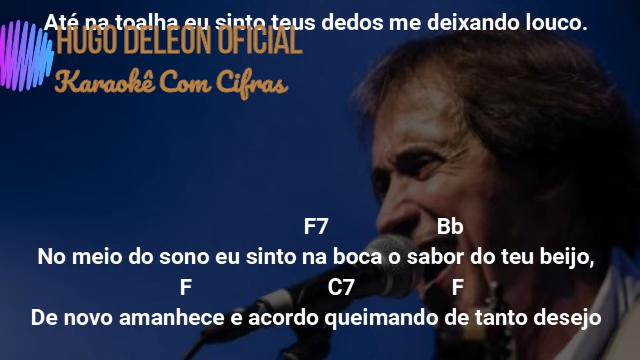 Até na toalha eu sinto teus dedos me deixando louco.
HUGO DELEON OFICIAL
Karaokê Com Cifras
F7 Bb
No meio do sono eu sinto na boca o sabor do teu beijo,
F C7 F
De novo amanhece e acordo queimando de tanto desejo